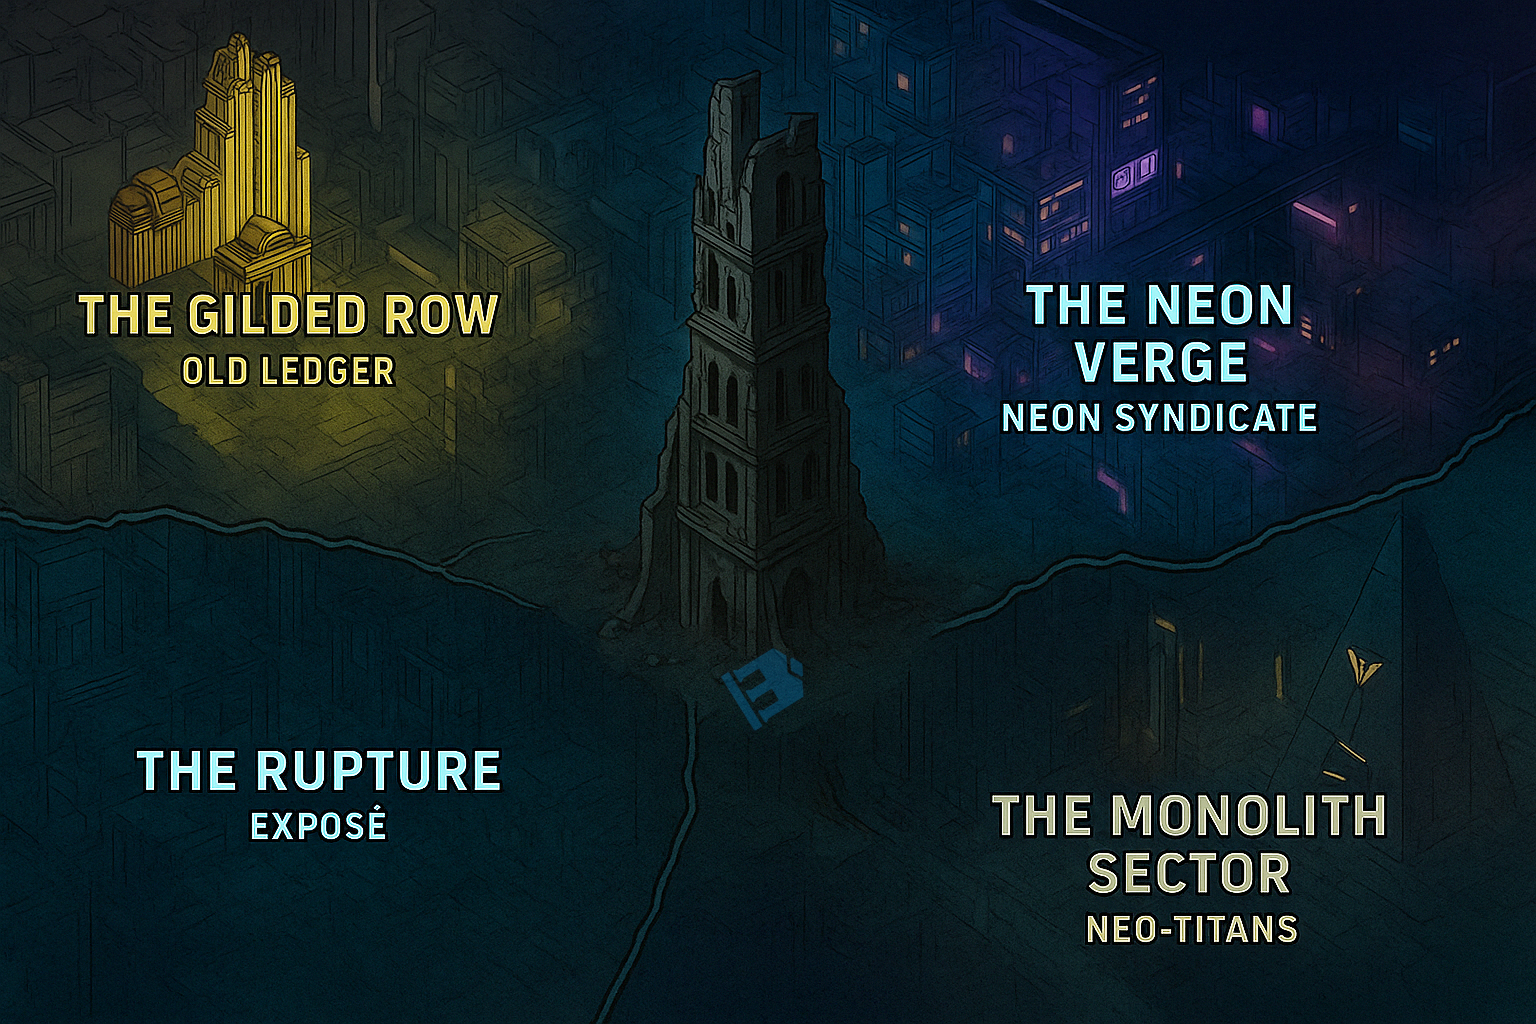 THE GILDED ROW
OLD LEDGER
THE NEON
VERGE
NEON SYNDICATE
THE RUPTURE
EXPOSÉ
THE MONOLITH
SECTOR
NEO-TITANS